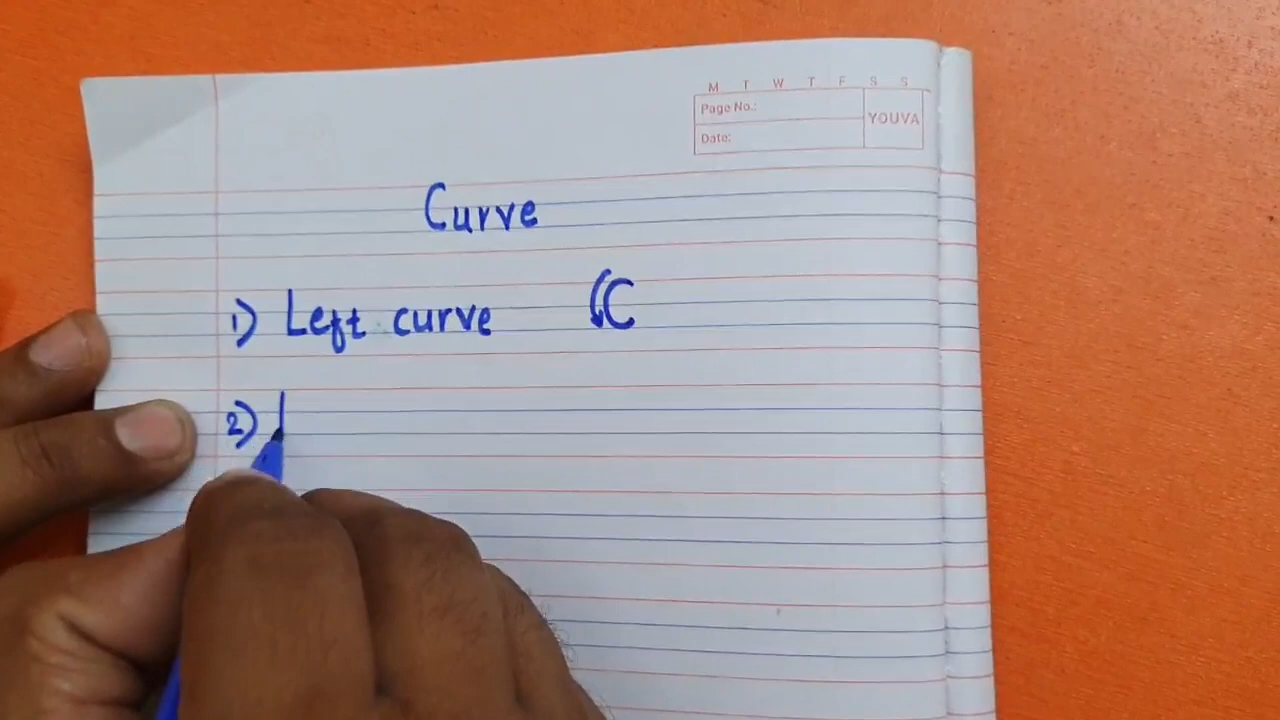 M T W T F S S
Page No.:
YOUVA
Date:
Curve
1) Left curve C
2)